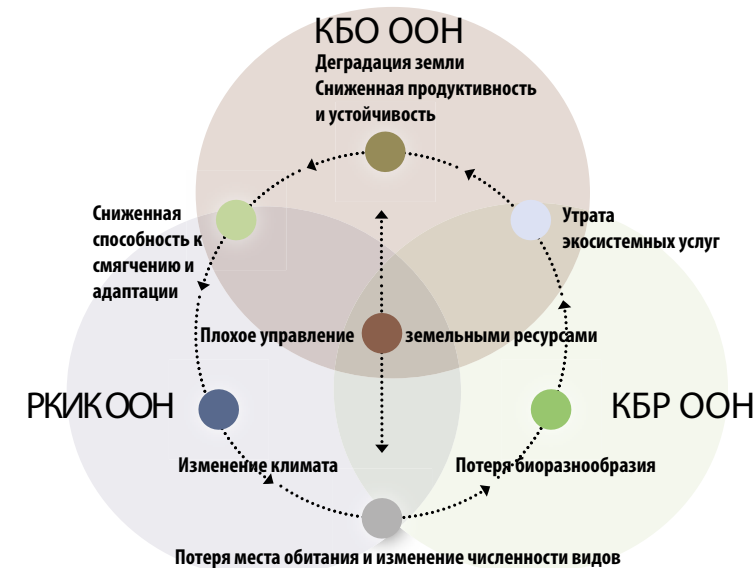 КБО ООН
Деградация земли
Сниженная продуктивность
и устойчивость
Сниженная
способность к
смягчению и
адаптации
Утрата
экосистемных услуг
Плохое управление земельными ресурсами
РКИК ООН
КБР ООН
Изменение климата
Потеря биоразнообразия
Потеря места обитания и изменение численности видов